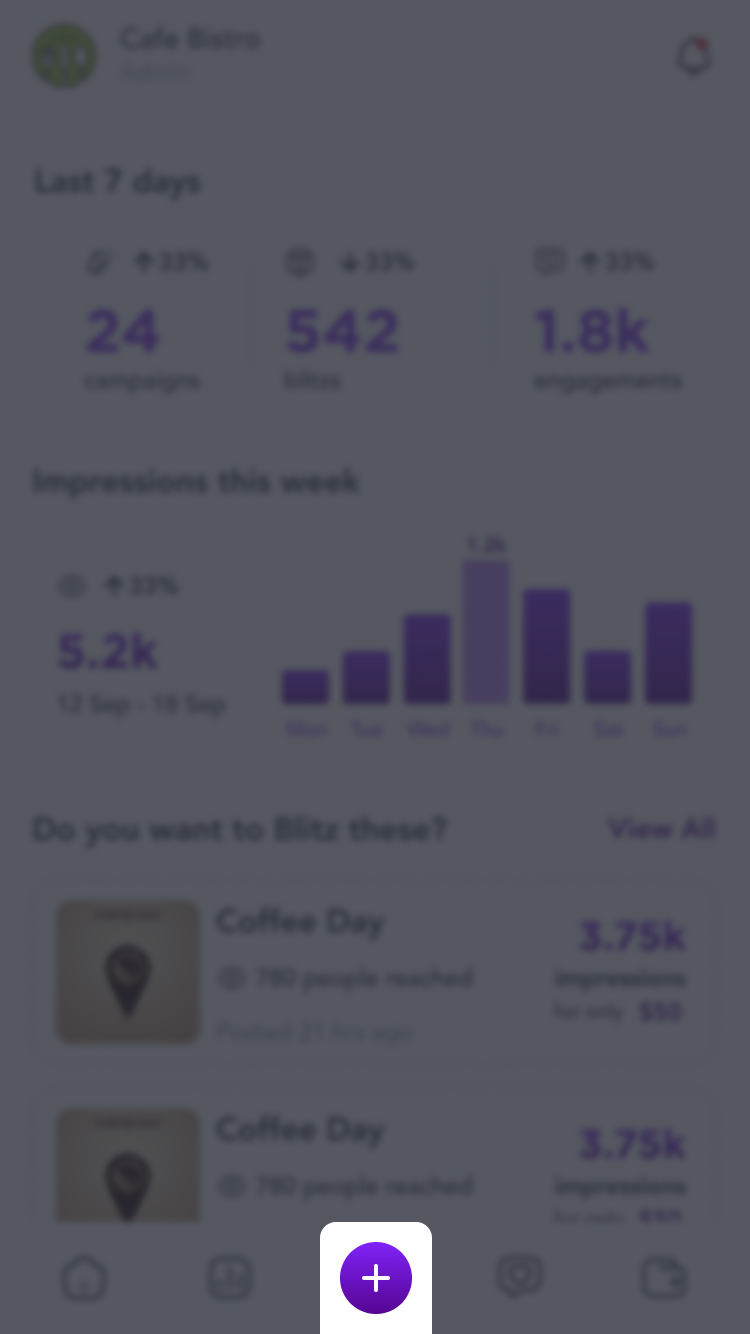 Cafe Bistro
Admin
Last 7 days
↑33%
24
campaigns
↓33%
542
blitzs
↑33%
1.8k
engagements
Impressions this week
↑33%
5.2k
12 Sep - 18 Sep
1.2k
Mon Tue Wed Thu Fri Sat Sun
Do you want to Blitz these?
View All
Coffee Day
780 people reached
Posted 21 hrs ago
3.75k
impressions
for only $50
Coffee Day
780 people reached
3.75k
impressions
for only $50